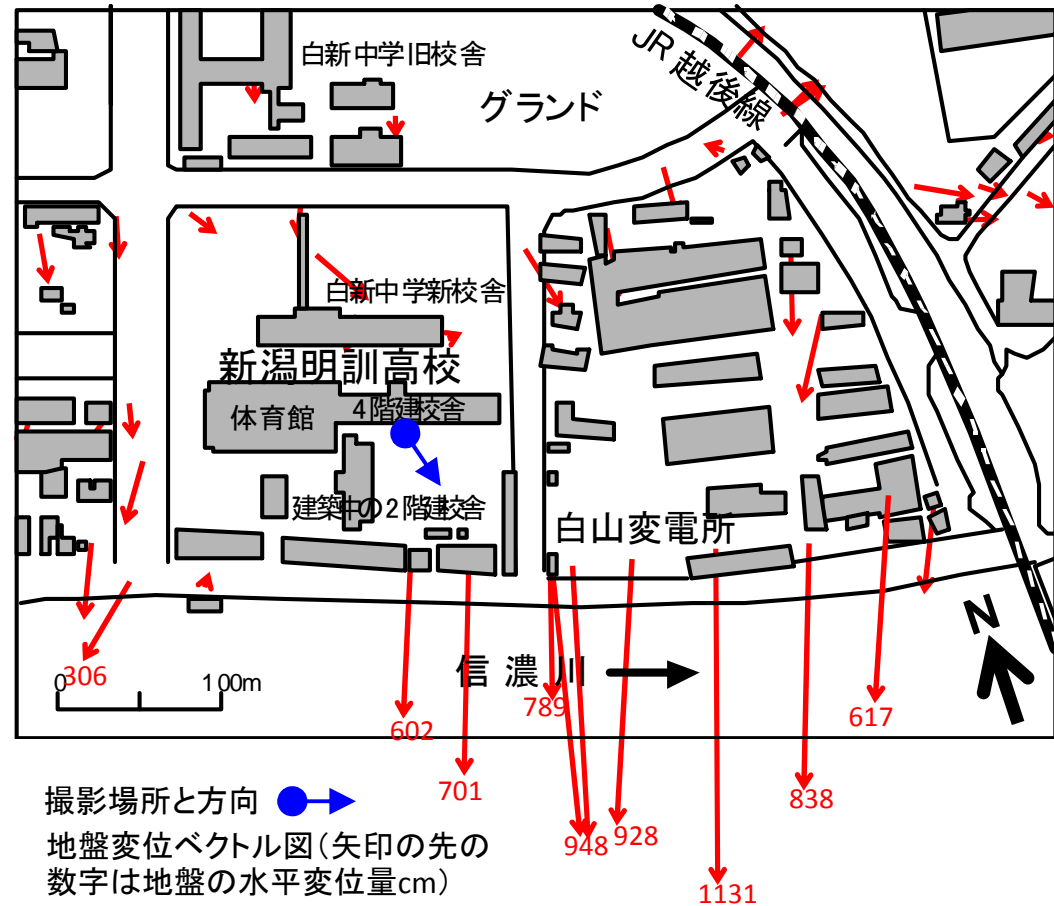 白新中学旧校舎
JR越後線
グランド
白新中学新校舎
新潟明訓高校
体育館
4階建校舎
建築中の2階建校舎
白山変電所
N
信濃川
306
0
100m
602
789
617
701
838
948
928
1131
撮影場所と方向
地盤変位ベクトル図(矢印の先の
数字は地盤の水平変位量cm)